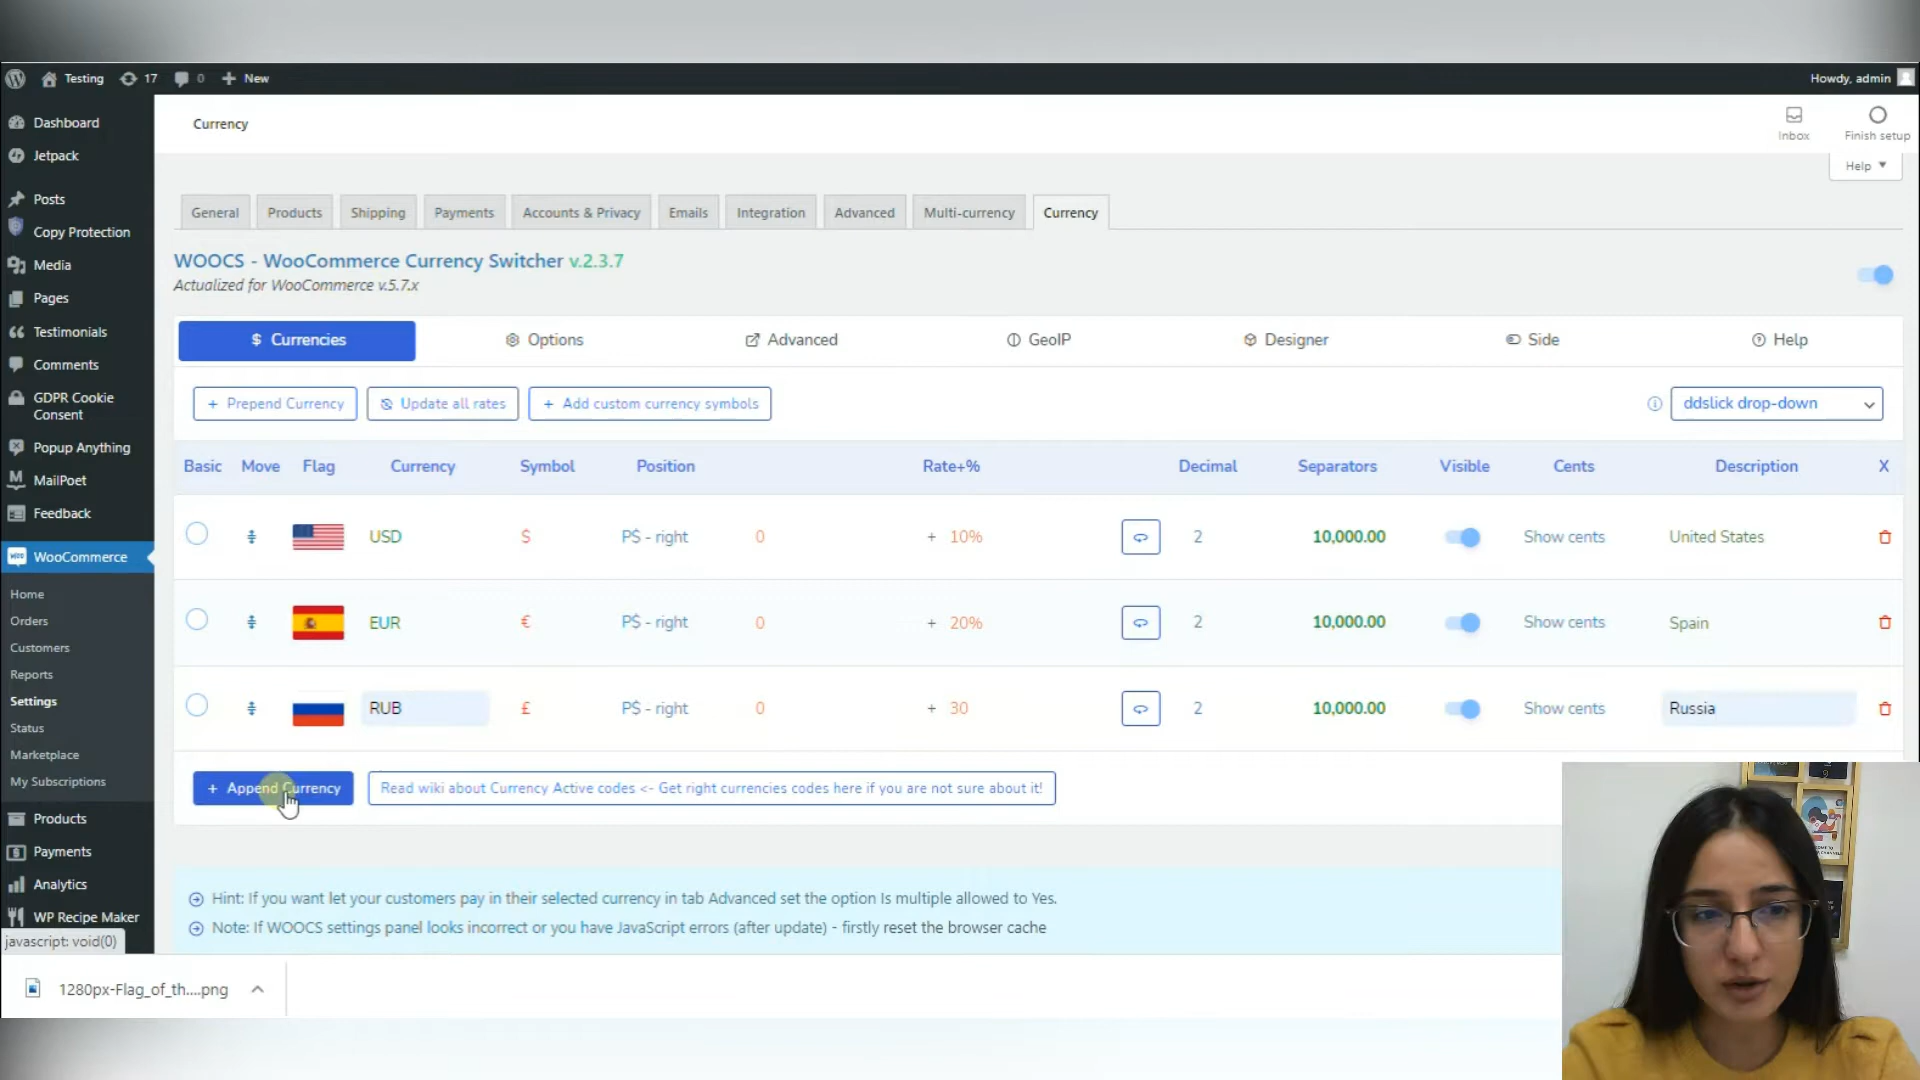 Testing 17 0 New Howdy, admin
Dashboard
Jetpack
Posts
Copy Protection
Media
Pages
Testimonials
Comments
GDPR Cookie
Consent
Popup Anything
MailPoet
Feedback
WooCommerce
Home
Orders
Customers
Reports
Settings
Status
Marketplace
My Subscriptions
Products
Payments
Analytics
WP Recipe Maker
javascript: void(0)
Currency
Inbox Finish setup
Help
General Products Shipping Payments Accounts & Privacy Emails Integration Advanced Multi-currency Currency
WOOCS - WooCommerce Currency Switcher v.2.3.7
Actualized for WooCommerce v.5.7.x
$ Currencies Options Advanced GeoIP Designer Side Help
+ Prepend Currency Update all rates + Add custom currency symbols ddslick drop-down
Basic Move Flag Currency Symbol Position Rate+% Decimal Separators Visible Cents Description X
USD $ P$ - right 0 + 10% 2 10,000.00 Show cents United States
EUR € P$ - right 0 + 20% 2 10,000.00 Show cents Spain
RUB £ P$ - right 0 + 30 2 10,000.00 Show cents Russia
+ Append Currency Read wiki about Currency Active codes <- Get right currencies codes here if you are not sure about it!
Hint: If you want let your customers pay in their selected currency in tab Advanced set the option Is multiple allowed to Yes.
Note: If WOOCS settings panel looks incorrect or you have JavaScript errors (after update) - firstly reset the browser cache
1280px-Flag_of_th....png